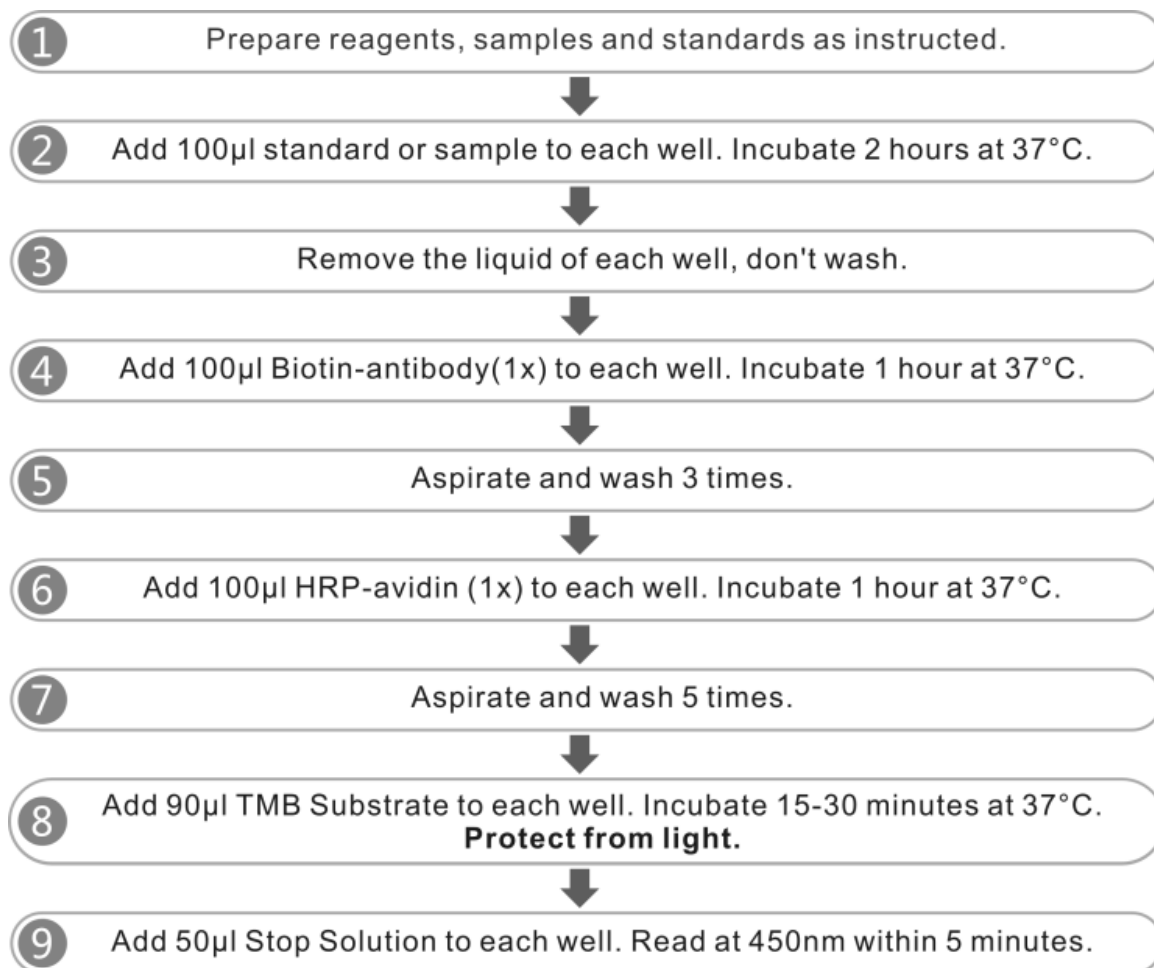 1 Prepare reagents, samples and standards as instructed.
2 Add 100µl standard or sample to each well. Incubate 2 hours at 37°C.
3 Remove the liquid of each well, don't wash.
4 Add 100µl Biotin-antibody(1x) to each well. Incubate 1 hour at 37°C.
5 Aspirate and wash 3 times.
6 Add 100µl HRP-avidin (1x) to each well. Incubate 1 hour at 37°C.
7 Aspirate and wash 5 times.
8 Add 90µl TMB Substrate to each well. Incubate 15-30 minutes at 37°C.
Protect from light.
9 Add 50µl Stop Solution to each well. Read at 450nm within 5 minutes.